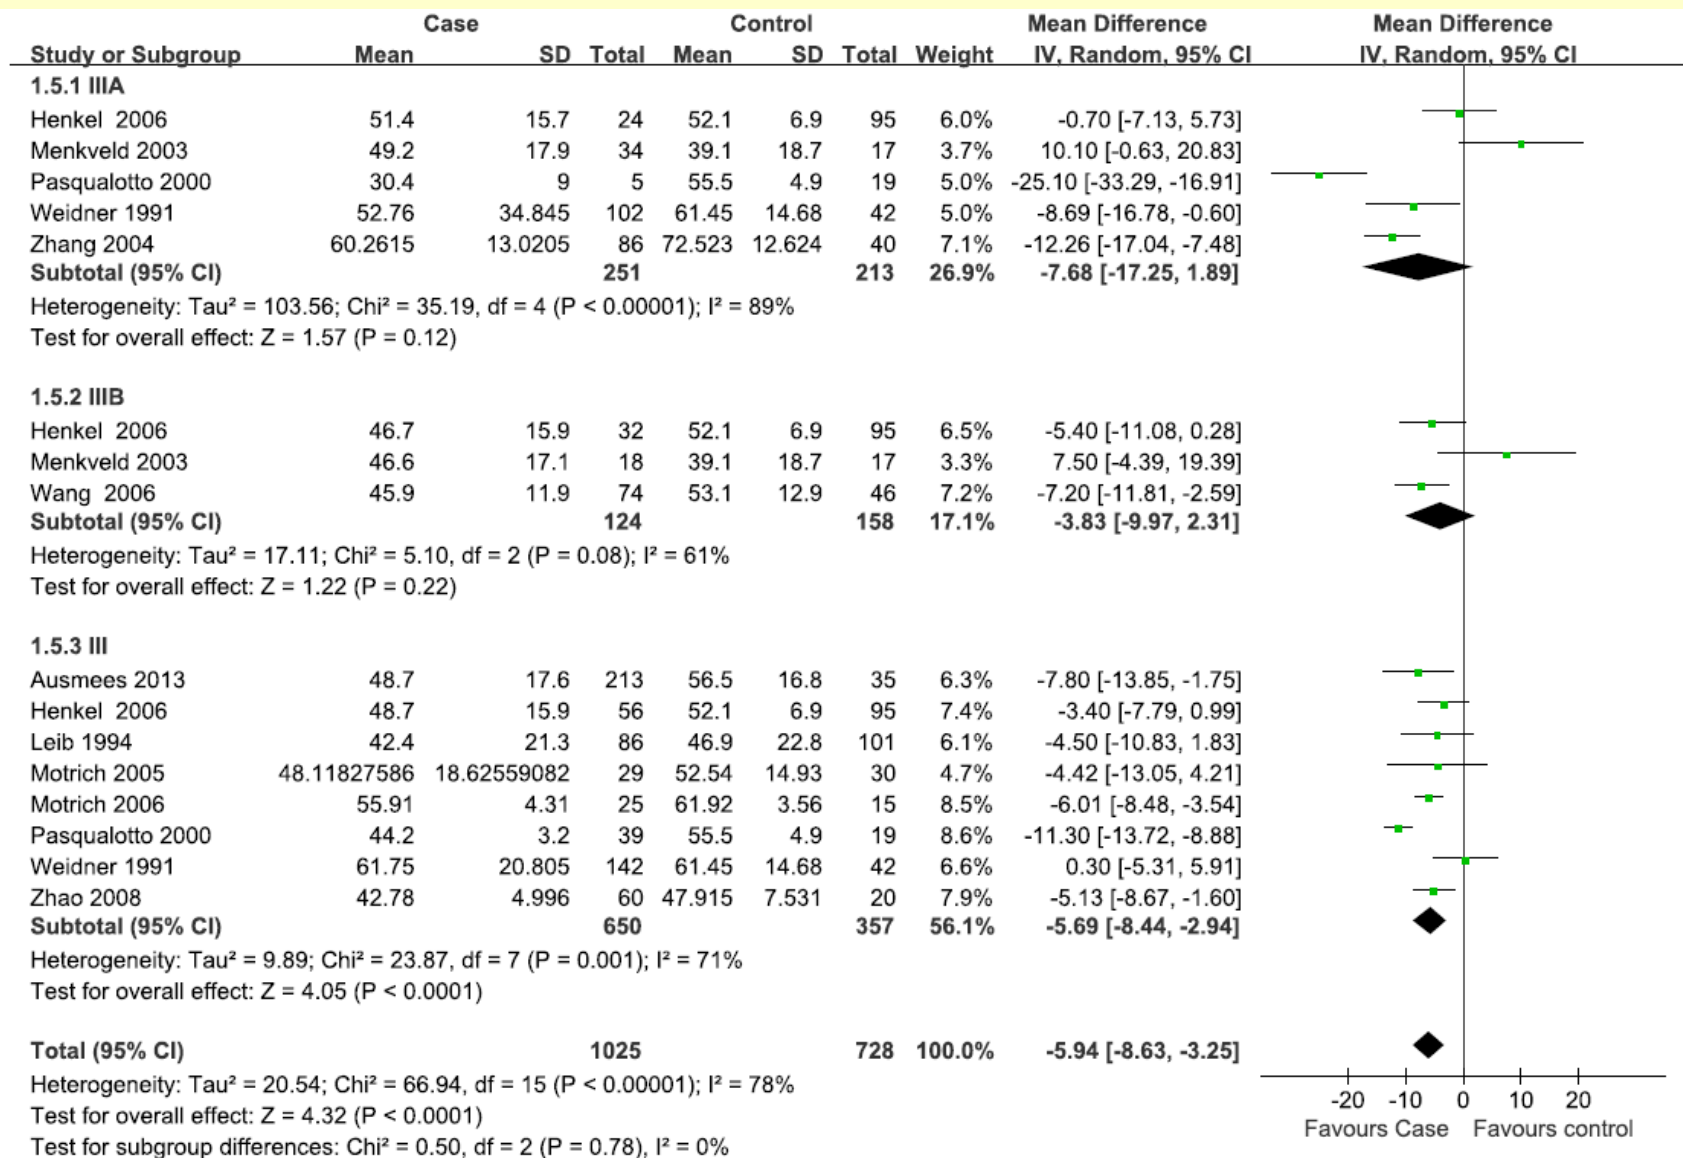 Case Control Mean Difference Mean Difference
Study or Subgroup Mean SD Total Mean SD Total Weight IV, Random, 95% CI IV, Random, 95% CI
1.5.1 IIIA
Henkel 2006 51.4 15.7 24 52.1 6.9 95 6.0% -0.70 [-7.13, 5.73]
Menkveld 2003 49.2 17.9 34 39.1 18.7 17 3.7% 10.10 [-0.63, 20.83]
Pasqualotto 2000 30.4 9 5 55.5 4.9 19 5.0% -25.10 [-33.29, -16.91]
Weidner 1991 52.76 34.845 102 61.45 14.68 42 5.0% -8.69 [-16.78, -0.60]
Zhang 2004 60.2615 13.0205 86 72.523 12.624 40 7.1% -12.26 [-17.04, -7.48]
Subtotal (95% CI) 251 213 26.9% -7.68 [-17.25, 1.89]
Heterogeneity: Tau² = 103.56; Chi² = 35.19, df = 4 (P < 0.00001); I² = 89%
Test for overall effect: Z = 1.57 (P = 0.12)
1.5.2 IIIB
Henkel 2006 46.7 15.9 32 52.1 6.9 95 6.5% -5.40 [-11.08, 0.28]
Menkveld 2003 46.6 17.1 18 39.1 18.7 17 3.3% 7.50 [-4.39, 19.39]
Wang 2006 45.9 11.9 74 53.1 12.9 46 7.2% -7.20 [-11.81, -2.59]
Subtotal (95% CI) 124 158 17.1% -3.83 [-9.97, 2.31]
Heterogeneity: Tau² = 17.11; Chi² = 5.10, df = 2 (P = 0.08); I² = 61%
Test for overall effect: Z = 1.22 (P = 0.22)
1.5.3 III
Ausmees 2013 48.7 17.6 213 56.5 16.8 35 6.3% -7.80 [-13.85, -1.75]
Henkel 2006 48.7 15.9 56 52.1 6.9 95 7.4% -3.40 [-7.79, 0.99]
Leib 1994 42.4 21.3 86 46.9 22.8 101 6.1% -4.50 [-10.83, 1.83]
Motrich 2005 48.11827586 18.62559082 29 52.54 14.93 30 4.7% -4.42 [-13.05, 4.21]
Motrich 2006 55.91 4.31 25 61.92 3.56 15 8.5% -6.01 [-8.48, -3.54]
Pasqualotto 2000 44.2 3.2 39 55.5 4.9 19 8.6% -11.30 [-13.72, -8.88]
Weidner 1991 61.75 20.805 142 61.45 14.68 42 6.6% 0.30 [-5.31, 5.91]
Zhao 2008 42.78 4.996 60 47.915 7.531 20 7.9% -5.13 [-8.67, -1.60]
Subtotal (95% CI) 650 357 56.1% -5.69 [-8.44, -2.94]
Heterogeneity: Tau² = 9.89; Chi² = 23.87, df = 7 (P = 0.001); I² = 71%
Test for overall effect: Z = 4.05 (P < 0.0001)
Total (95% CI) 1025 728 100.0% -5.94 [-8.63, -3.25]
Heterogeneity: Tau² = 20.54; Chi² = 66.94, df = 15 (P < 0.00001); I² = 78%
Test for overall effect: Z = 4.32 (P < 0.0001)
Test for subgroup differences: Chi² = 0.50, df = 2 (P = 0.78), I² = 0%
-20 -10 0 10 20
Favours Case Favours control